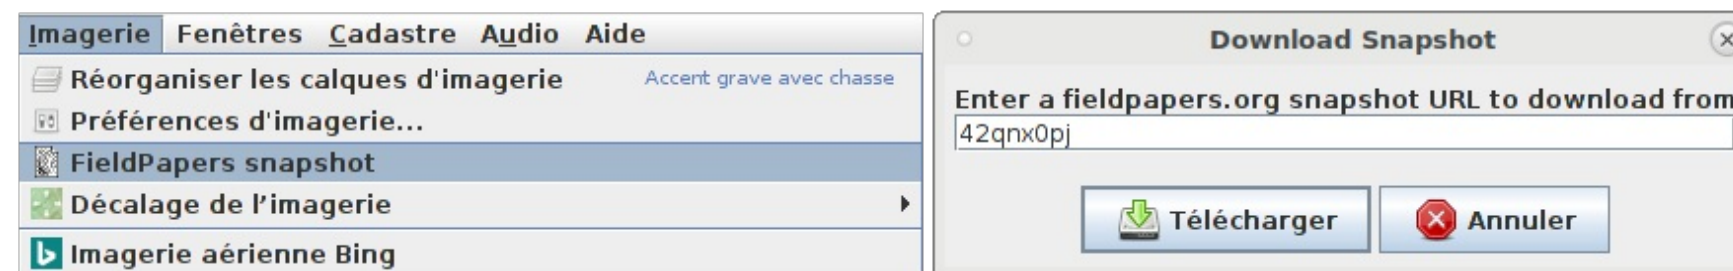 Imagerie Fenêtres Cadastre Audio Aide
Réorganiser les calques d'imagerie Accent grave avec chasse
Préférences d'imagerie...
FieldPapers snapshot
Décalage de l’imagerie
Imagerie aérienne Bing
Download Snapshot
Enter a fieldpapers.org snapshot URL to download from
42qnx0pj
Télécharger Annuler